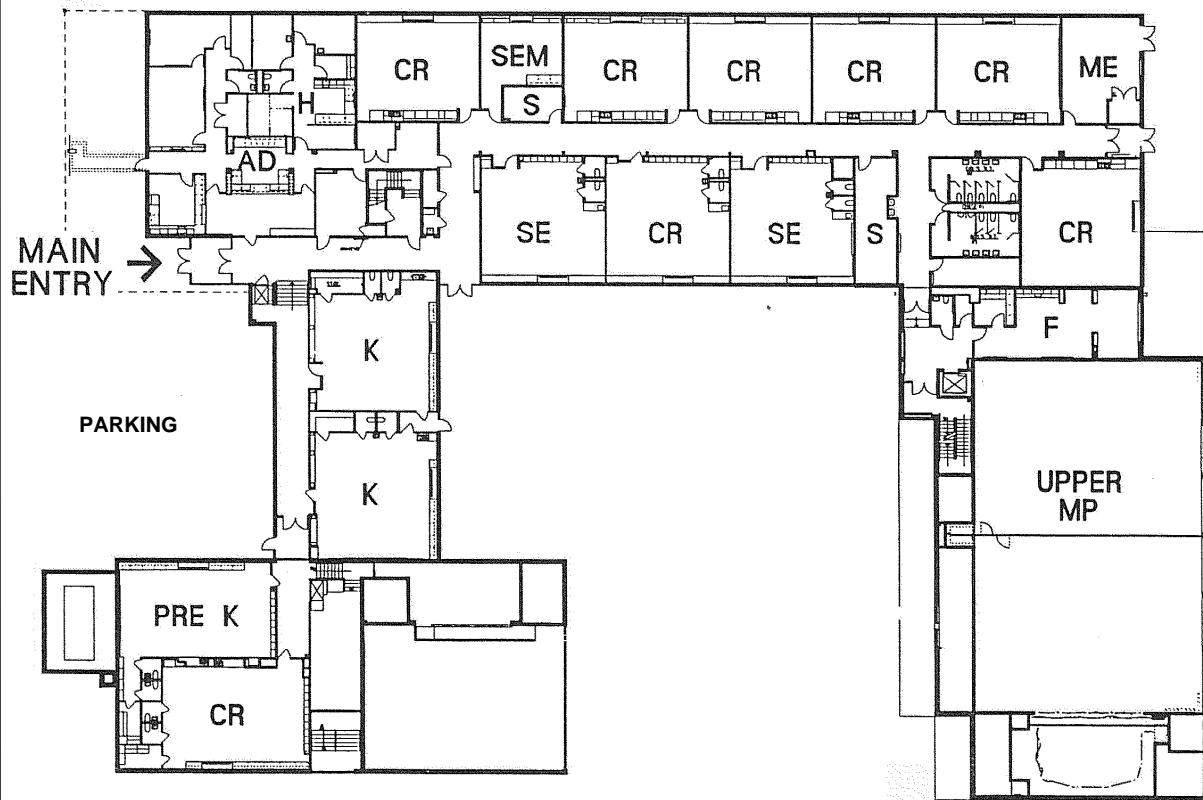 CR
SEM
S
CR
CR
CR
CR
ME
H
AD
SE
CR
SE
S
CR
MAIN
ENTRY
K
F
PARKING
K
UPPER
MP
PRE K
CR